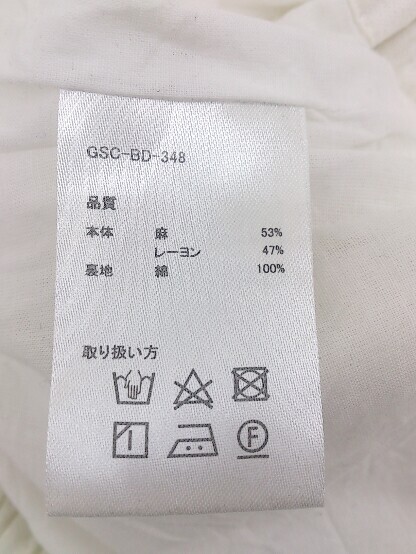 GSC-BD-348
品質
本体 麻 53%
レーヨン 47%
裏地 綿 100%
取り扱い方
F